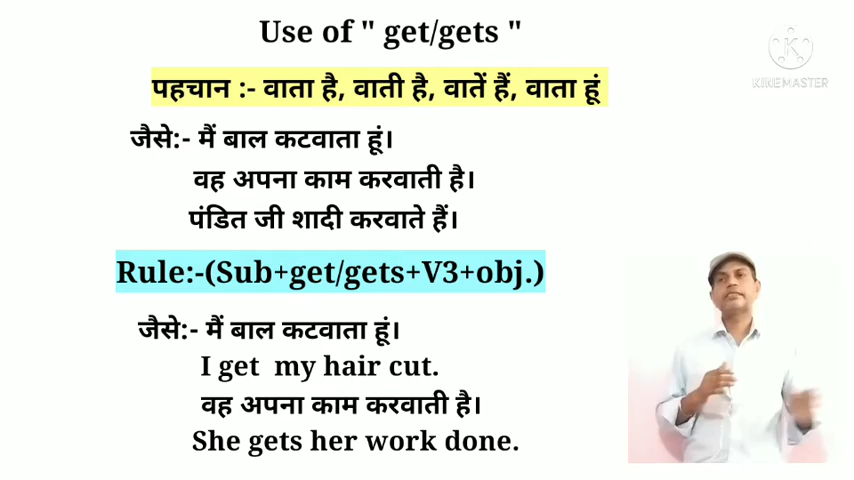 Use of " get/gets "
KINEMASTER
पहचान :- वाता है, वाती है, वातें हैं, वाता हूं
जैसे:- मैं बाल कटवाता हूं।
वह अपना काम करवाती है।
पंडित जी शादी करवाते हैं।
Rule:-(Sub+get/gets+V3+obj.)
जैसे:- मैं बाल कटवाता हूं।
I get my hair cut.
वह अपना काम करवाती है।
She gets her work done.